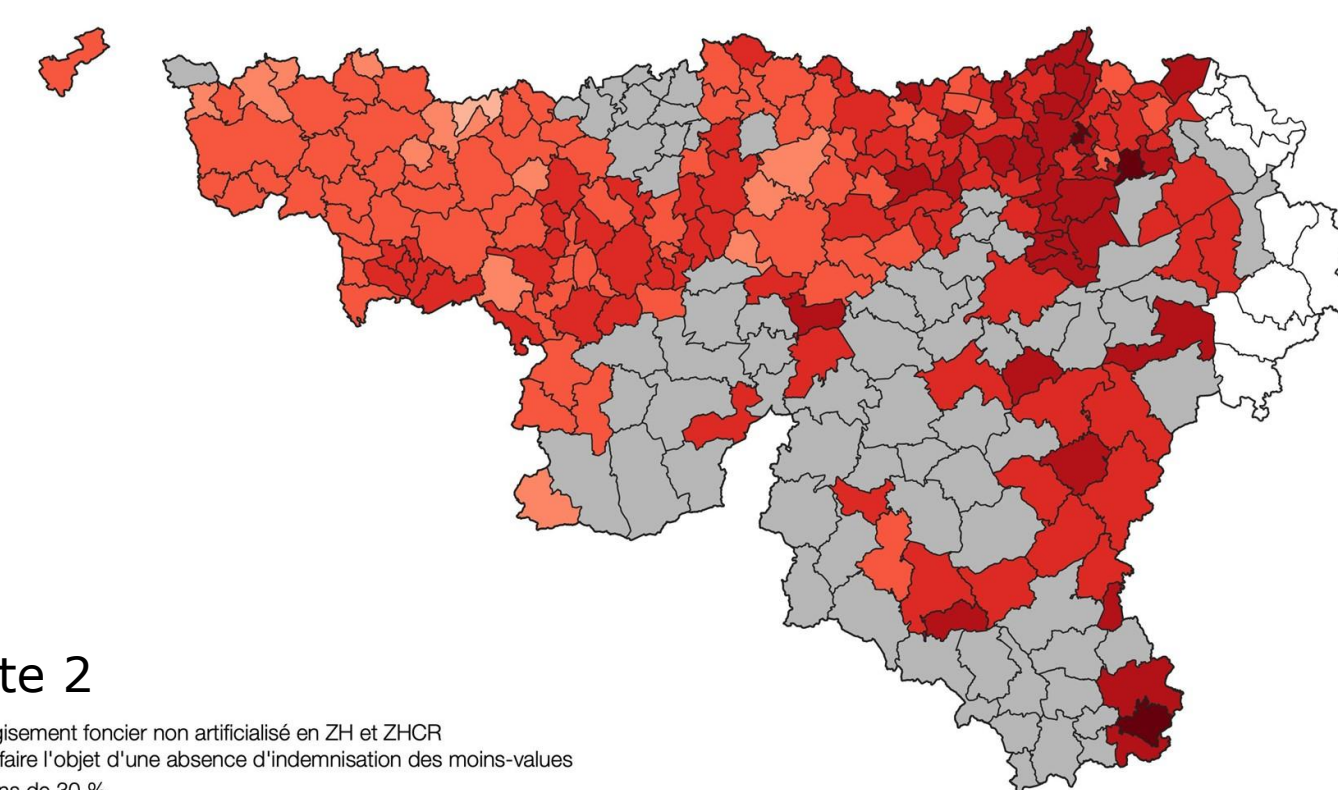 te 2
gisement foncier non artificialisé en ZH et ZHCR
faire l'objet d'une absence d'indemnisation des moins-values